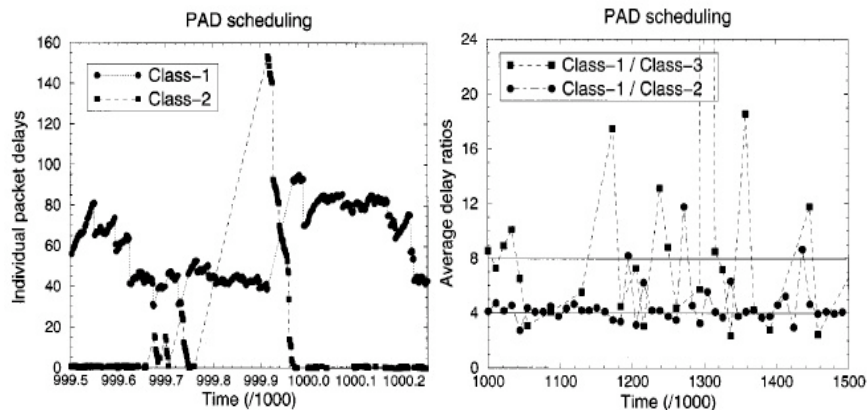 PAD scheduling
Individual packet delays
160
140
120
100
80
60
40
20
0
Class-1
Class-2
999.5 999.6 999.7 999.8 999.9 1000.0 1000.1 1000.2
Time (/1000)
PAD scheduling
Average delay ratios
24
20
16
12
8
4
0
Class-1 / Class-3
Class-1 / Class-2
1000 1100 1200 1300 1400 1500
Time (/1000)